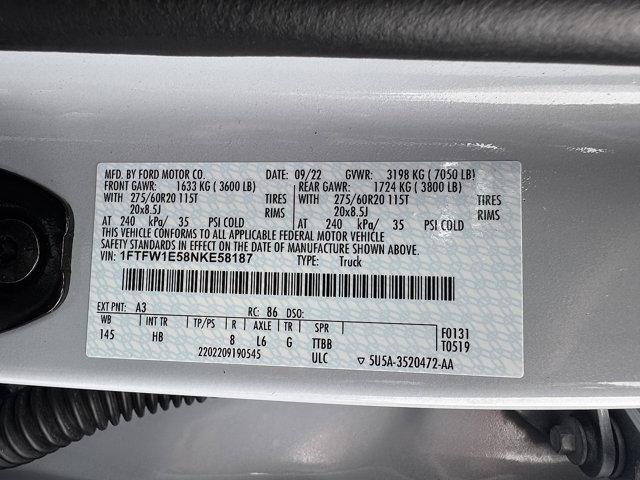 MFD. BY FORD MOTOR CO. DATE: 09/22 GVWR: 3198 KG ( 7050 LB)
FRONT GAWR: 1633 KG ( 3600 LB) REAR GAWR: 1724 KG ( 3800 LB)
WITH 275/60R20 115T TIRES WITH 275/60R20 115T TIRES
20x8.5J RIMS 20x8.5J RIMS
AT 240 kPa/ 35 PSI COLD AT 240 kPa/ 35 PSI COLD
THIS VEHICLE CONFORMS TO ALL APPLICABLE FEDERAL MOTOR VEHICLE
SAFETY STANDARDS IN EFFECT ON THE DATE OF MANUFACTURE SHOWN ABOVE.
VIN: 1FTFW1E58NKE58187 TYPE: Truck
EXT PNT: A3 RC: 86 DSO:
WB INT TR TP/PS R AXLE TR SPR F0131
145 HB 8 L6 G TTBB T0519
2202209190545 ULC ▽ 5U5A-3520472-AA